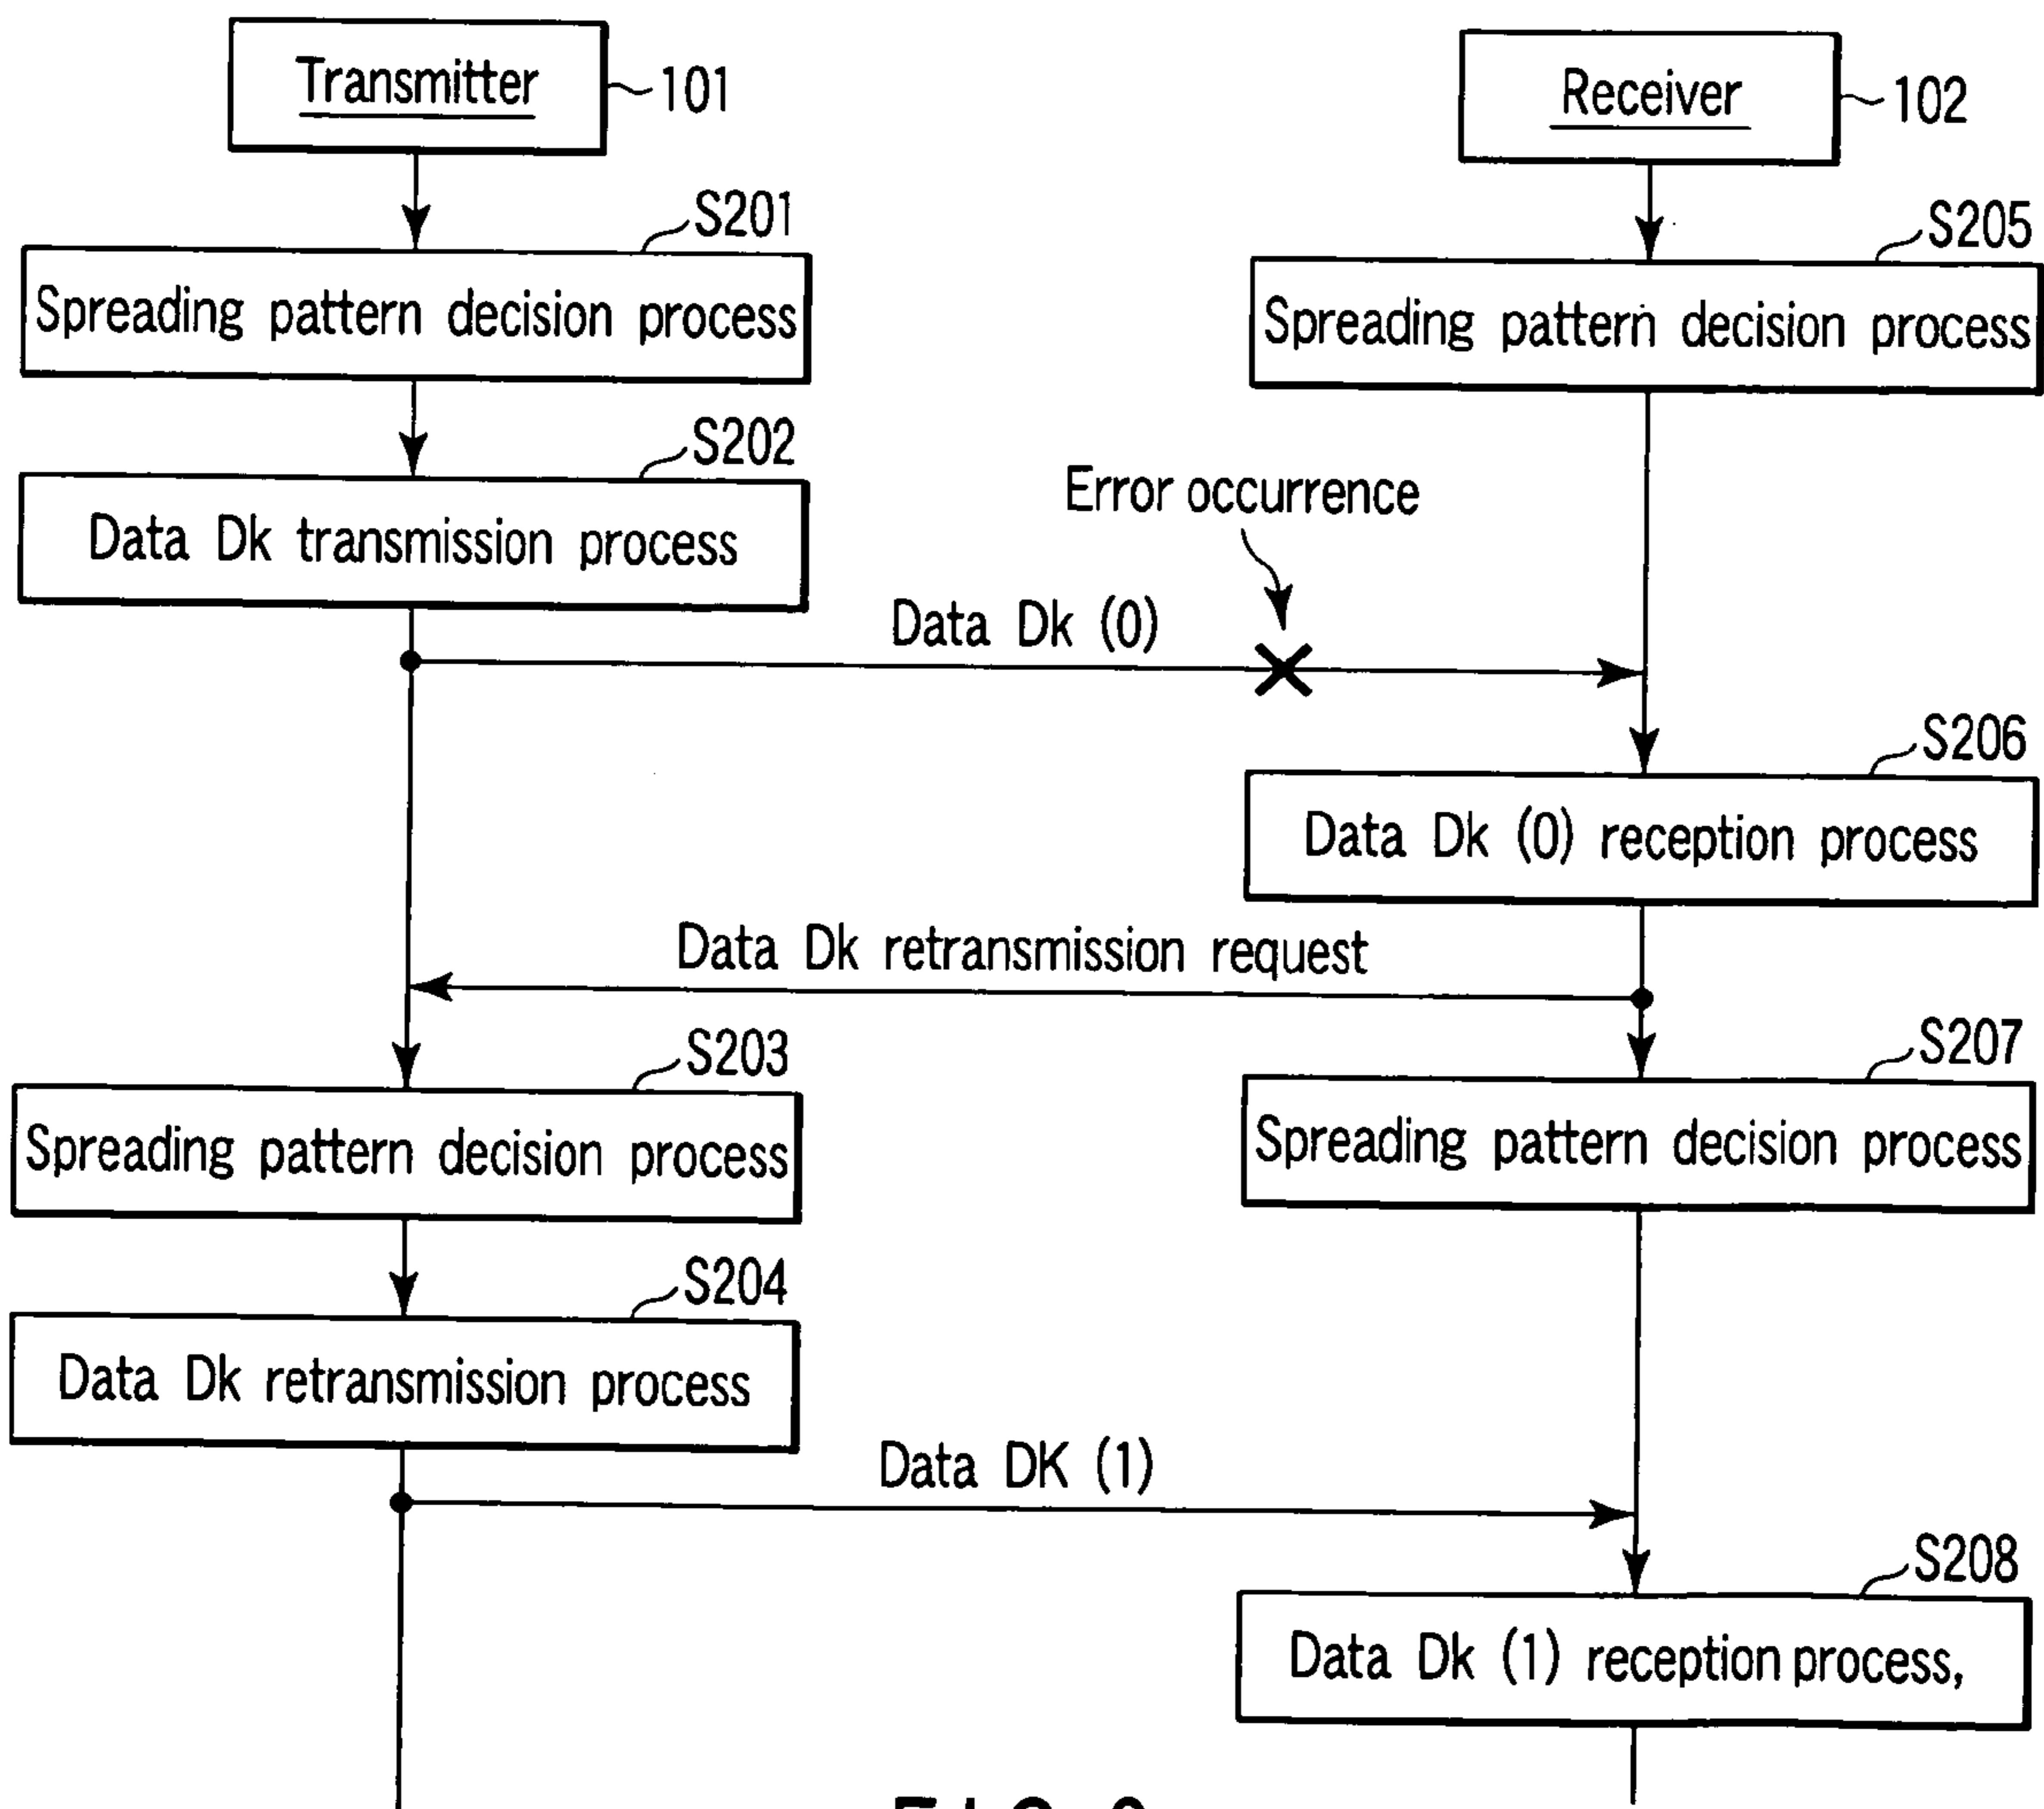 Transmitter
101
Receiver
102
S201
Spreading pattern decision process
S205
Spreading pattern decision process
S202
Data Dk transmission process
Error occurrence
Data Dk (0)
S206
Data Dk (0) reception process
Data Dk retransmission request
S203
Spreading pattern decision process
S207
Spreading pattern decision process
S204
Data Dk retransmission process
Data DK (1)
S208
Data Dk (1) reception process,